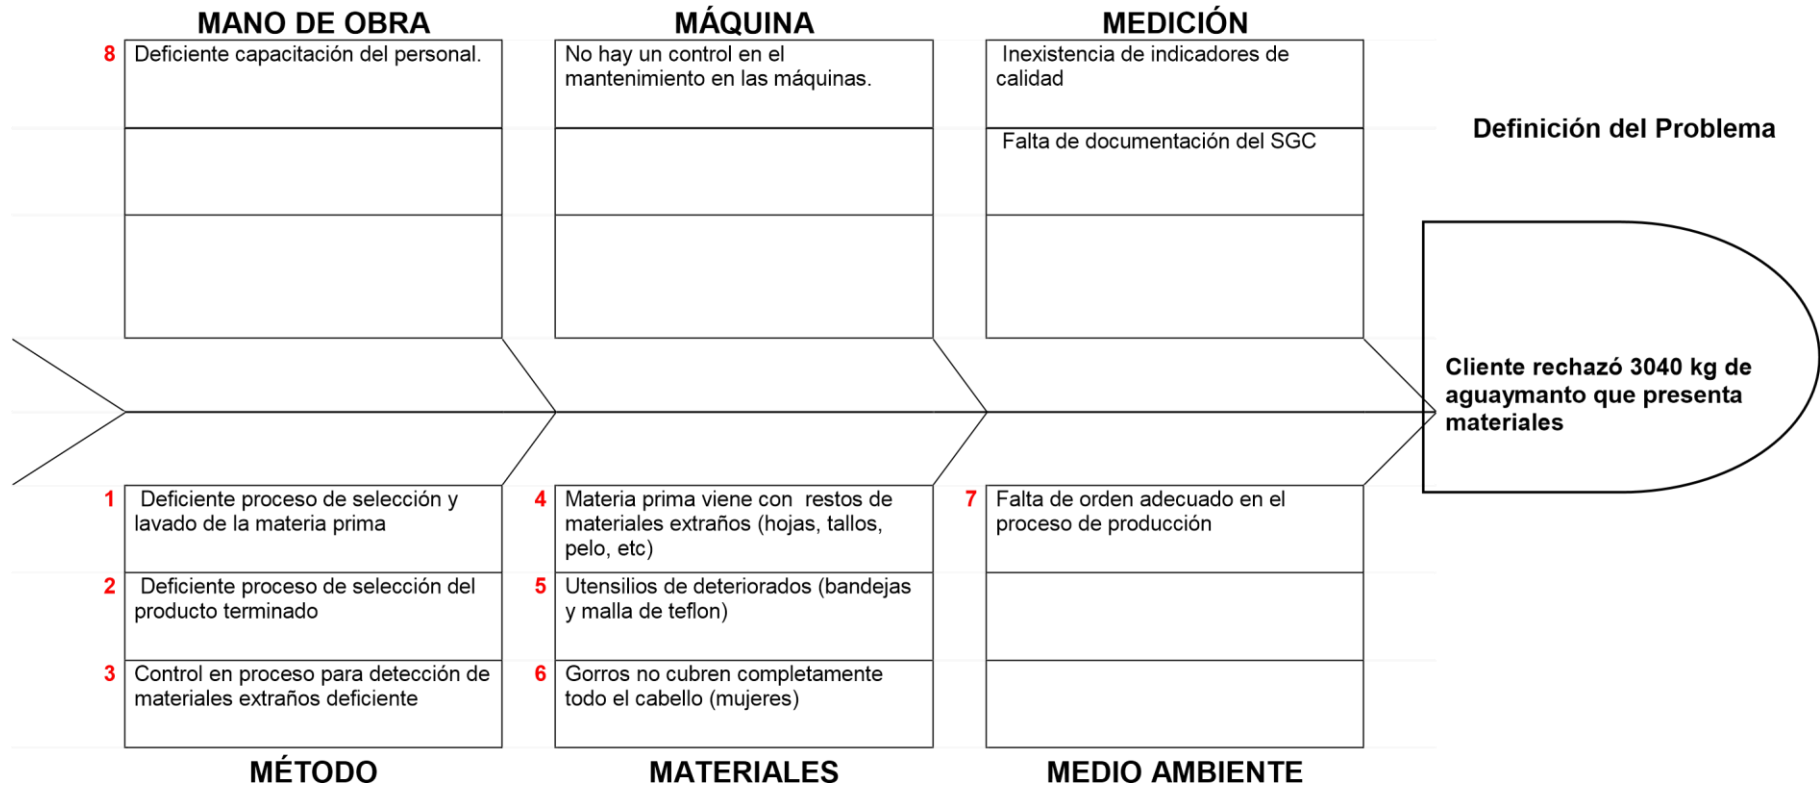 MANO DE OBRA
MÁQUINA
MEDICIÓN
8
Deficiente capacitación del personal.
No hay un control en el
mantenimiento en las máquinas.
Inexistencia de indicadores de
calidad
Falta de documentación del SGC
Definición del Problema
Cliente rechazó 3040 kg de
aguaymanto que presenta
materiales
1
Deficiente proceso de selección y
lavado de la materia prima
4
Materia prima viene con restos de
materiales extraños (hojas, tallos,
pelo, etc)
7
Falta de orden adecuado en el
proceso de producción
2
Deficiente proceso de selección del
producto terminado
5
Utensilios de deteriorados (bandejas
y malla de teflon)
3
Control en proceso para detección de
materiales extraños deficiente
6
Gorros no cubren completamente
todo el cabello (mujeres)
MÉTODO
MATERIALES
MEDIO AMBIENTE